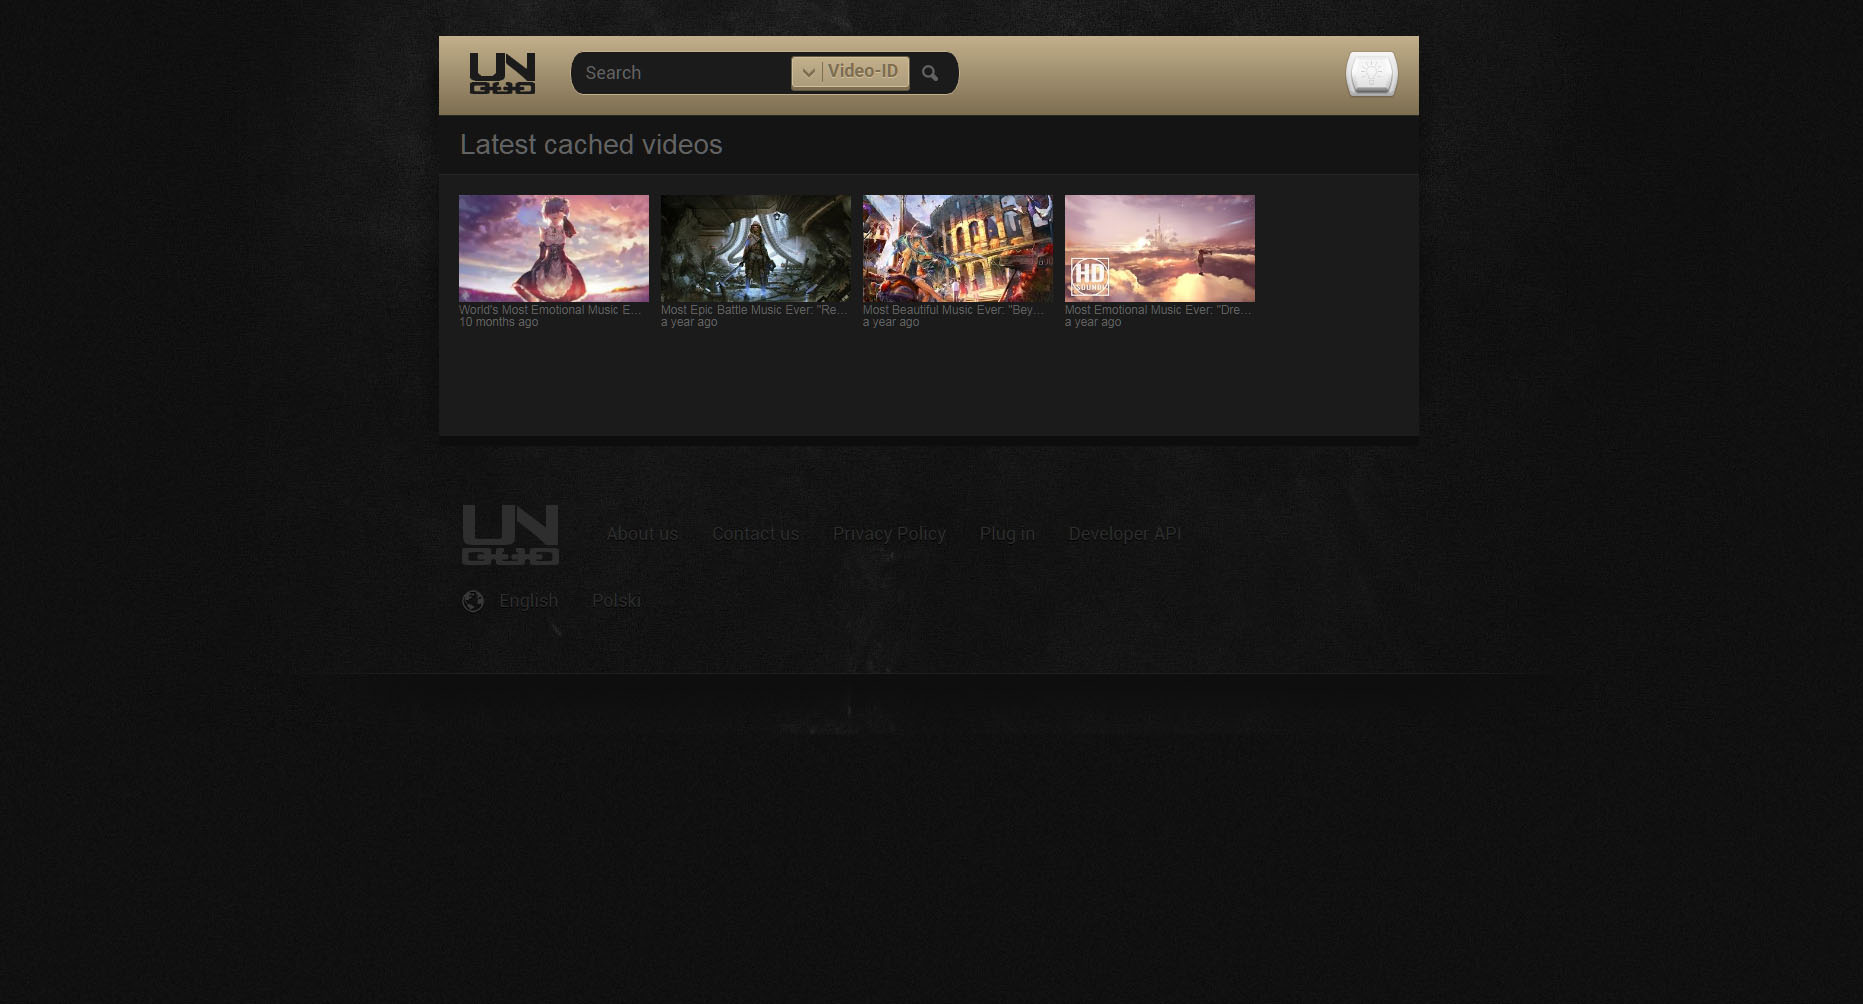 UN
Search
Video-ID
Latest cached videos
HD
SOUND!
World's Most Emotional Music E...
10 months ago
Most Epic Battle Music Ever: "Re...
a year ago
Most Beautiful Music Ever: "Bey...
a year ago
Most Emotional Music Ever: "Dre...
a year ago
UN
About us
Contact us
Privacy Policy
Plug in
Developer API
English
Polski